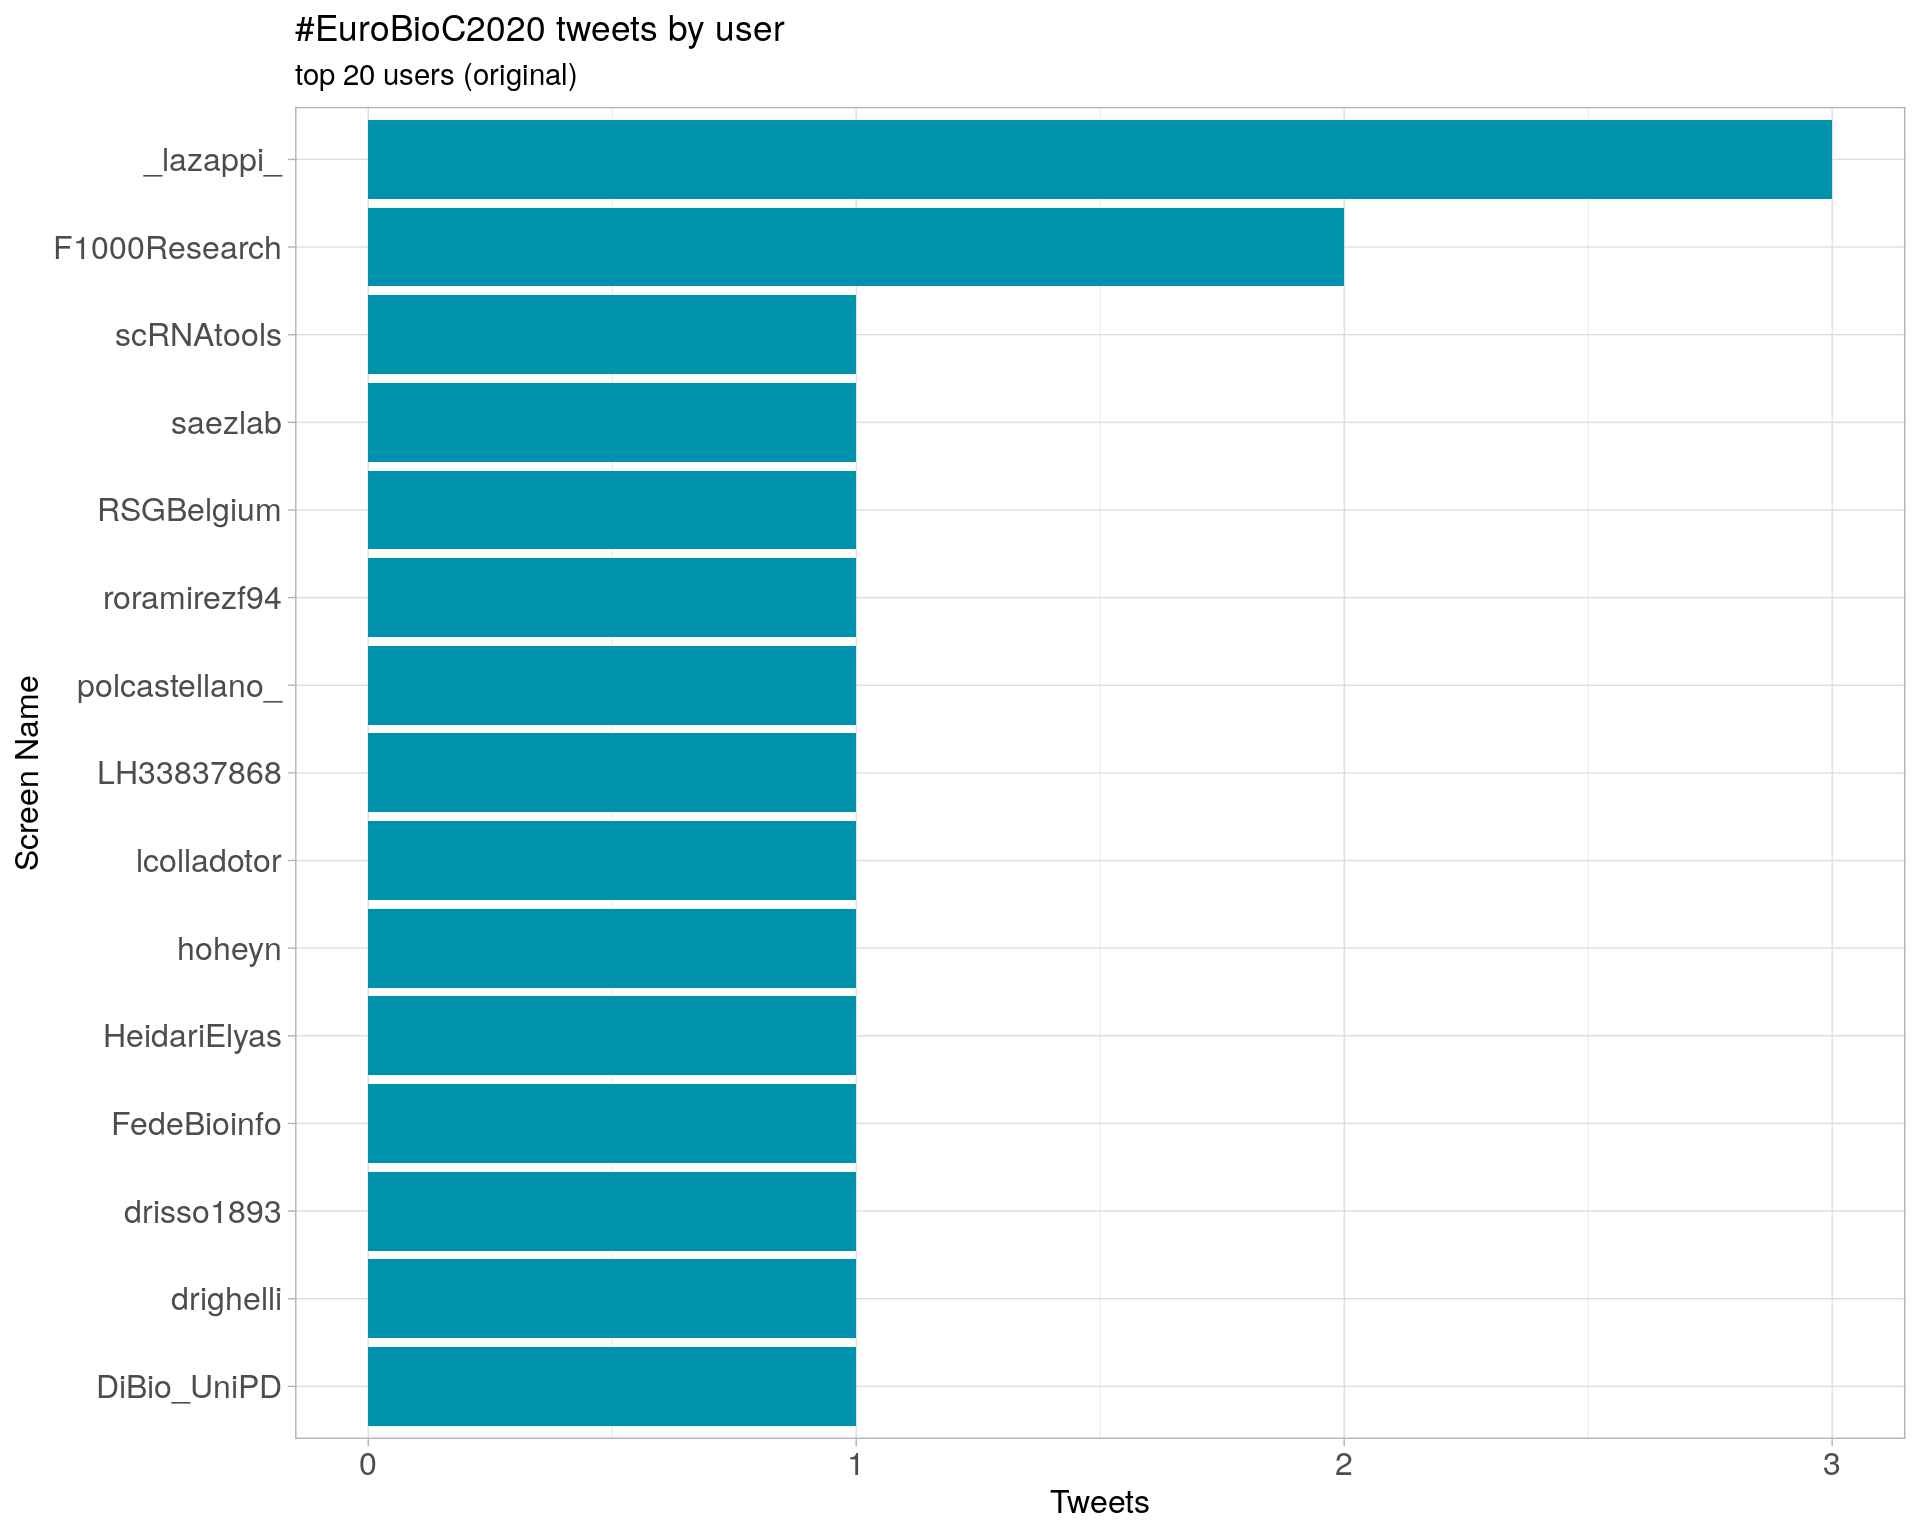 #EuroBioC2020 tweets by user
top 20 users (original)
_lazappi_
F1000Research
scRNAtools
saezlab
RSGBelgium
roramirezf94
polcastellano_
LH33837868
lcolladotor
hoheyn
HeidariElyas
FedeBioinfo
drisso1893
drighelli
DiBio_UniPD
Screen Name
0 1 2 3
Tweets